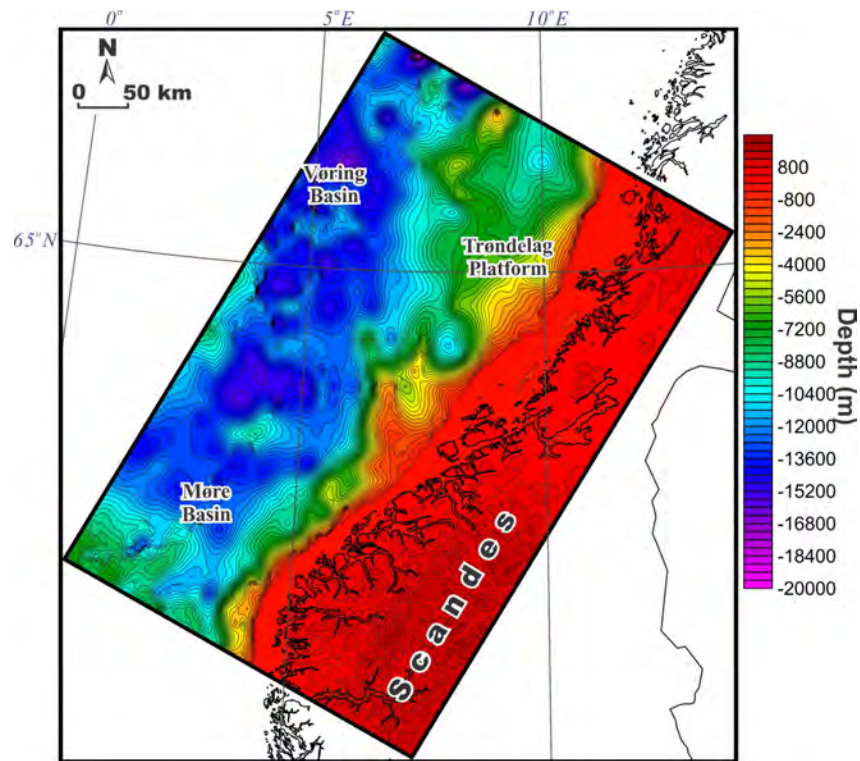 0°
5°E
10°E
N
0 50 km
Vøring
Basin
65°N
Trøndelag
Platform
Møre
Basin
Scandes
800
-800
-2400
-4000
-5600
-7200
-8800
-10400
-12000
-13600
-15200
-16800
-18400
-20000
Depth (m)